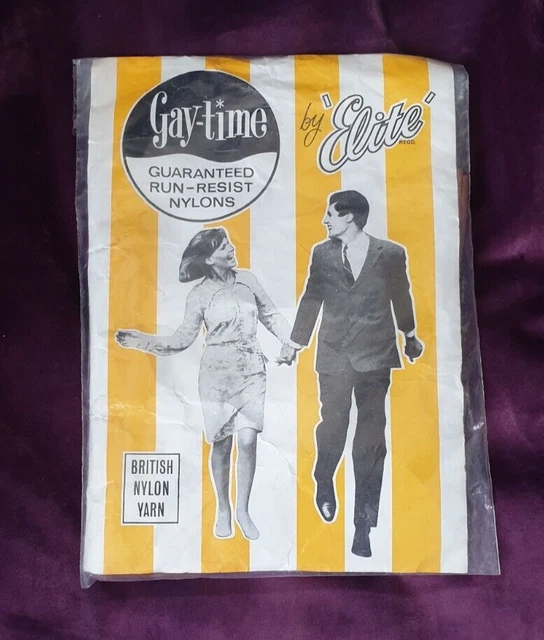 Gay-time
GUARANTEED
RUN-RESIST
NYLONS
by 'Elite'
REGD.
BRITISH
NYLON
YARN